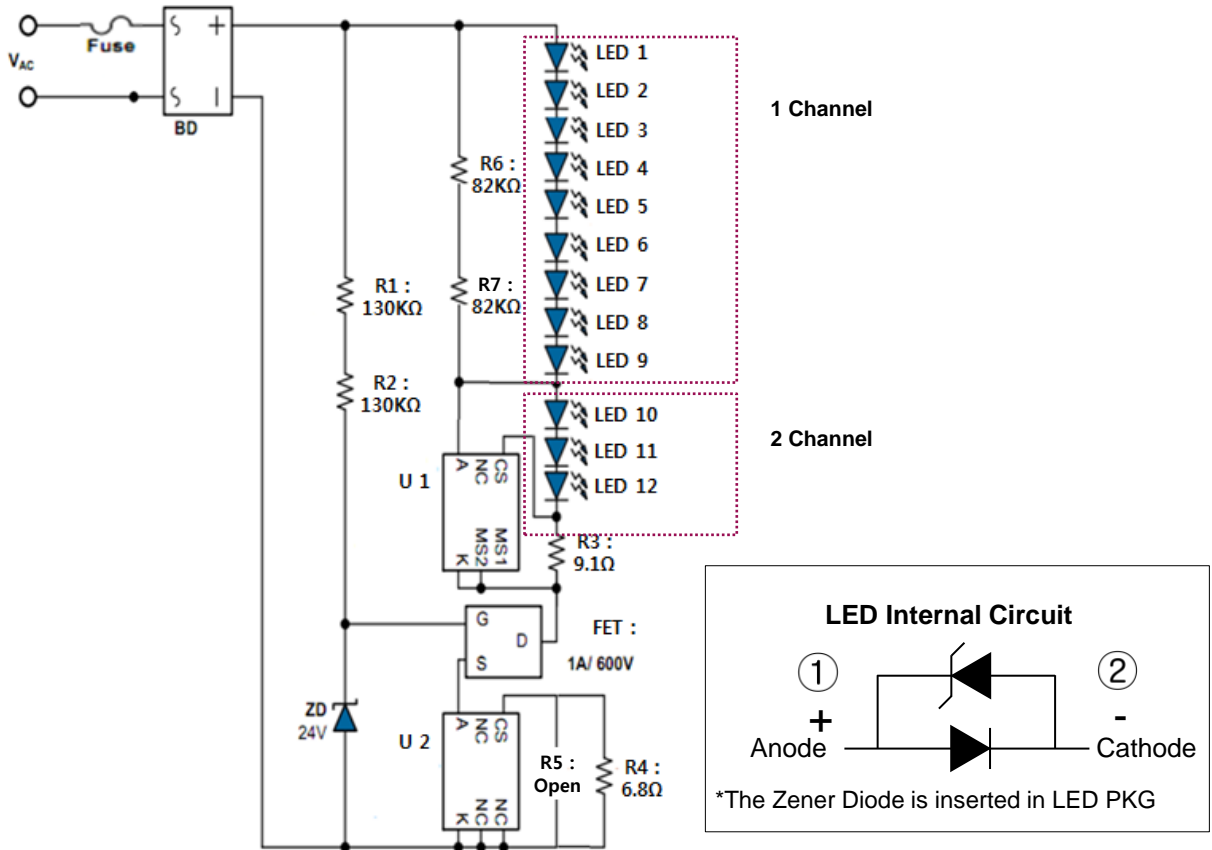 Fuse
V_AC
S +
S |
BD
LED 1
LED 2
LED 3
LED 4
LED 5
LED 6
LED 7
LED 8
LED 9
1 Channel
R6 :
82KΩ
R7 :
82KΩ
R1 :
130KΩ
R2 :
130KΩ
LED 10
LED 11
LED 12
2 Channel
U 1
A NC CS
K MS2 MS1
R3 :
9.1Ω
G
D
S
FET :
1A/ 600V
ZD
24V
U 2
A NC CS
K NC NC
R5 :
Open
R4 :
6.8Ω
LED Internal Circuit
①
②
+
-
Anode
Cathode
*The Zener Diode is inserted in LED PKG